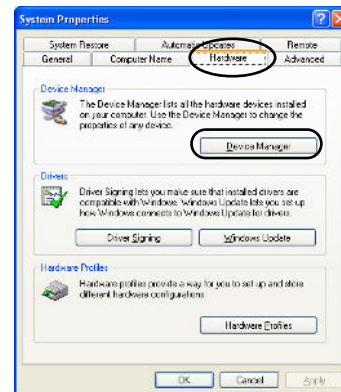 System Properties
System Restore Automatic Updates Remote
General Computer Name Hardware Advanced
Device Manager
The Device Manager lists all the hardware devices installed
on your computer. Use the Device Manager to change the
properties of any device.
Device Manager
Drivers
Driver Signing lets you make sure that installed drivers are
compatible with Windows. Windows Update lets you set up
how Windows connects to Windows Update for drivers.
Driver Signing Windows Update
Hardware Profiles
Hardware profiles provide a way for you to set up and store
different hardware configurations.
Hardware Profiles
OK Cancel Apply